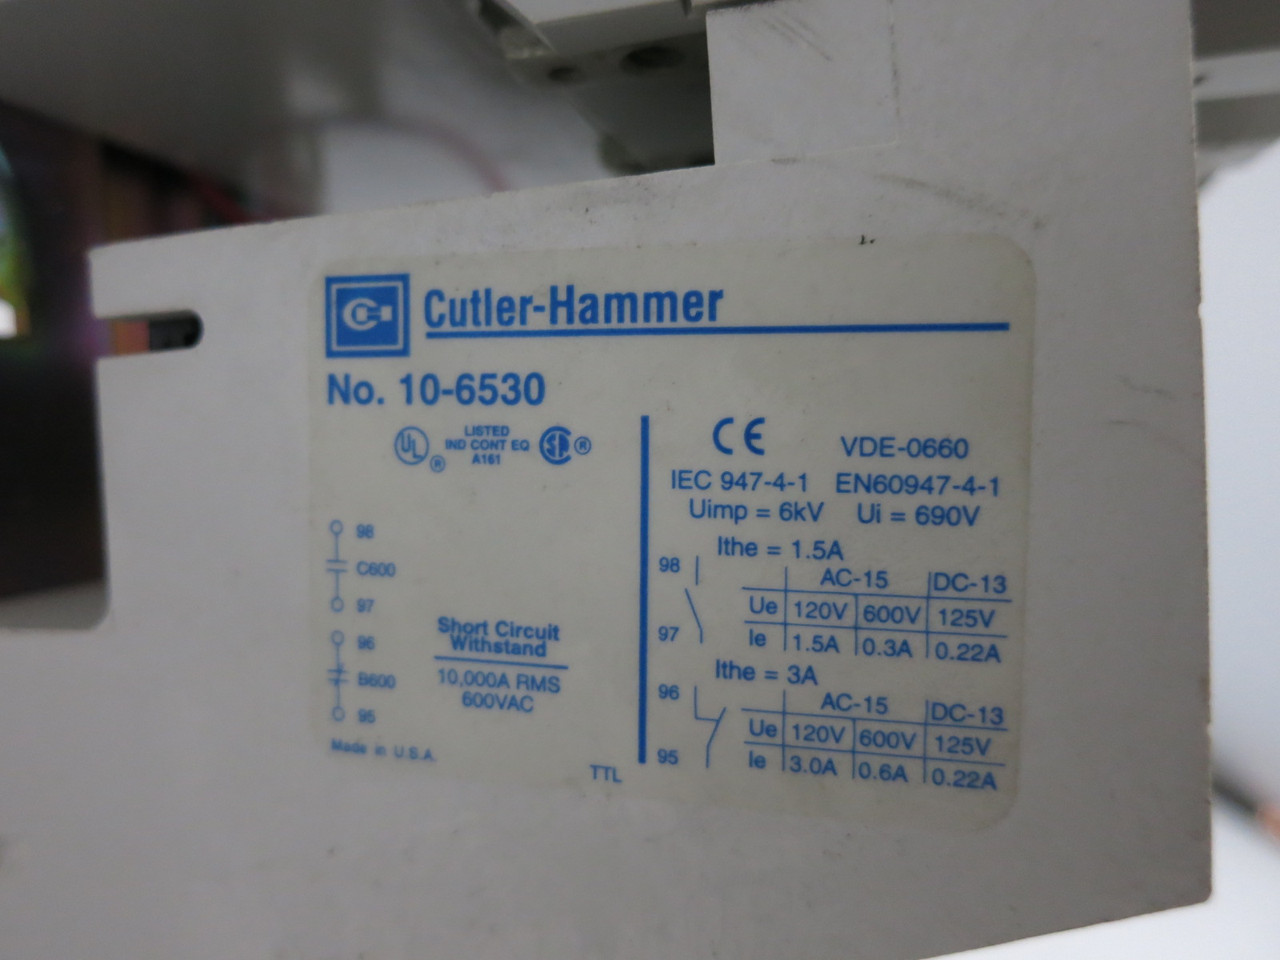 Cutler-Hammer
No. 10-6530
UL ®
LISTED
IND CONT EQ
A161
SA ®
98
C600
97
96
B600
95
Made in U.S.A.
Short Circuit
Withstand
10,000A RMS
600VAC
TTL
CE VDE-0660
IEC 947-4-1 EN60947-4-1
Uimp = 6kV Ui = 690V
Ithe = 1.5A
98
97
AC-15 DC-13
Ue 120V 600V 125V
Ie 1.5A 0.3A 0.22A
Ithe = 3A
96
95
AC-15 DC-13
Ue 120V 600V 125V
Ie 3.0A 0.6A 0.22A